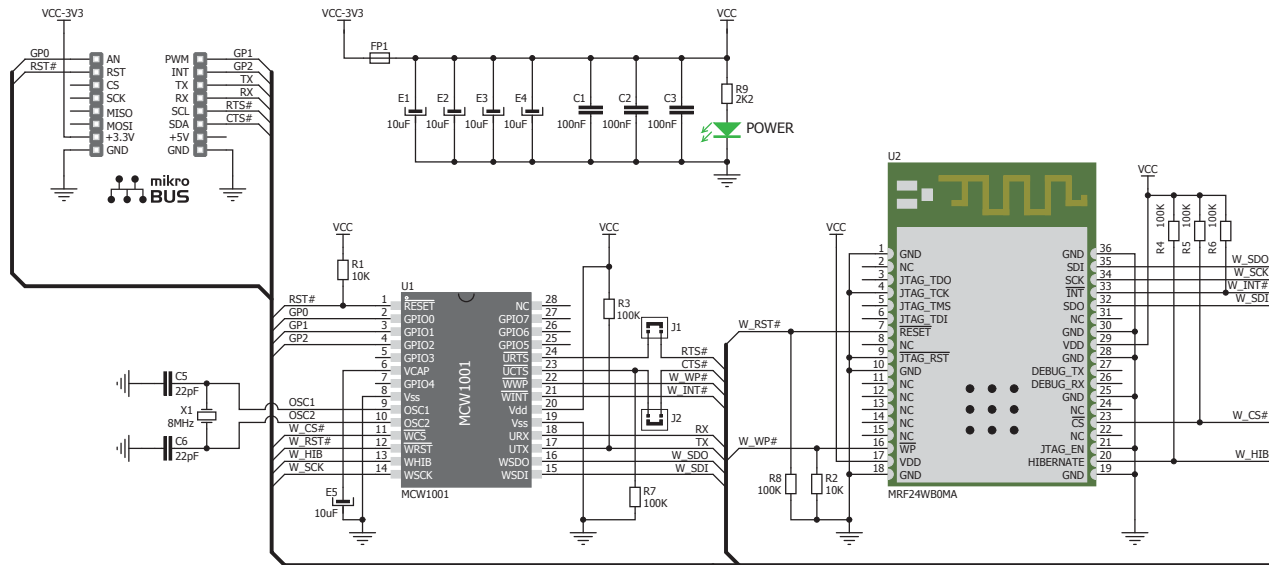 VCC-3V3
GP0
RST#
AN
RST
CS
SCK
MISO
MOSI
+3.3V
GND
PWM
INT
TX
RX
SCL
SDA
+5V
GND
GP1
GP2
TX
RX
RTS#
CTS#
mikro
BUS
VCC-3V3
FP1
VCC
E1
10uF
E2
10uF
E3
10uF
E4
10uF
C1
100nF
C2
100nF
C3
100nF
R9
2K2
POWER
VCC
R1
10K
U1
RST#
GP0
GP1
GP2
OSC1
OSC2
W_CS#
W_RST#
W_HIB
W_SCK
C5
22pF
X1
8MHz
C6
22pF
E5
10uF
1 RESET
2 GPIO0
3 GPIO1
4 GPIO2
5 GPIO3
6 VCAP
7 GPIO4
8 Vss
9 OSC1
10 OSC2
11 WCS
12 WRST
13 WHIB
14 WSCK
MCW1001
NC 28
GPIO7 27
GPIO6 26
GPIO5 25
URTS 24
UCTS 23
WWP 22
WINT 21
Vdd 20
Vss 19
URX 18
UTX 17
WSDO 16
WSDI 15
MCW1001
VCC
R3
100K
J1
RTS#
CTS#
W_WP#
W_INT#
J2
RX
TX
W_SDO
W_SDI
R7
100K
W_RST#
W_WP#
R8
100K
R2
10K
VCC
U2
1 GND
2 NC
3 JTAG_TDO
4 JTAG_TCK
5 JTAG_TMS
6 JTAG_TDI
7 RESET
8 NC
9 JTAG_RST
10 GND
11 NC
12 NC
13 NC
14 NC
15 NC
16 WP
17 VDD
18 GND
GND 36
SDI 35
SCK 34
INT 33
SDO 32
NC 31
GND 30
VDD 29
GND 28
DEBUG_TX 27
DEBUG_RX 26
GND 25
NC 24
CS 23
NC 22
JTAG_EN 21
HIBERNATE 20
GND 19
MRF24WB0MA
VCC
R4 100K
R5 100K
R6 100K
W_SDO
W_SCK
W_INT#
W_SDI
W_CS#
W_HIB